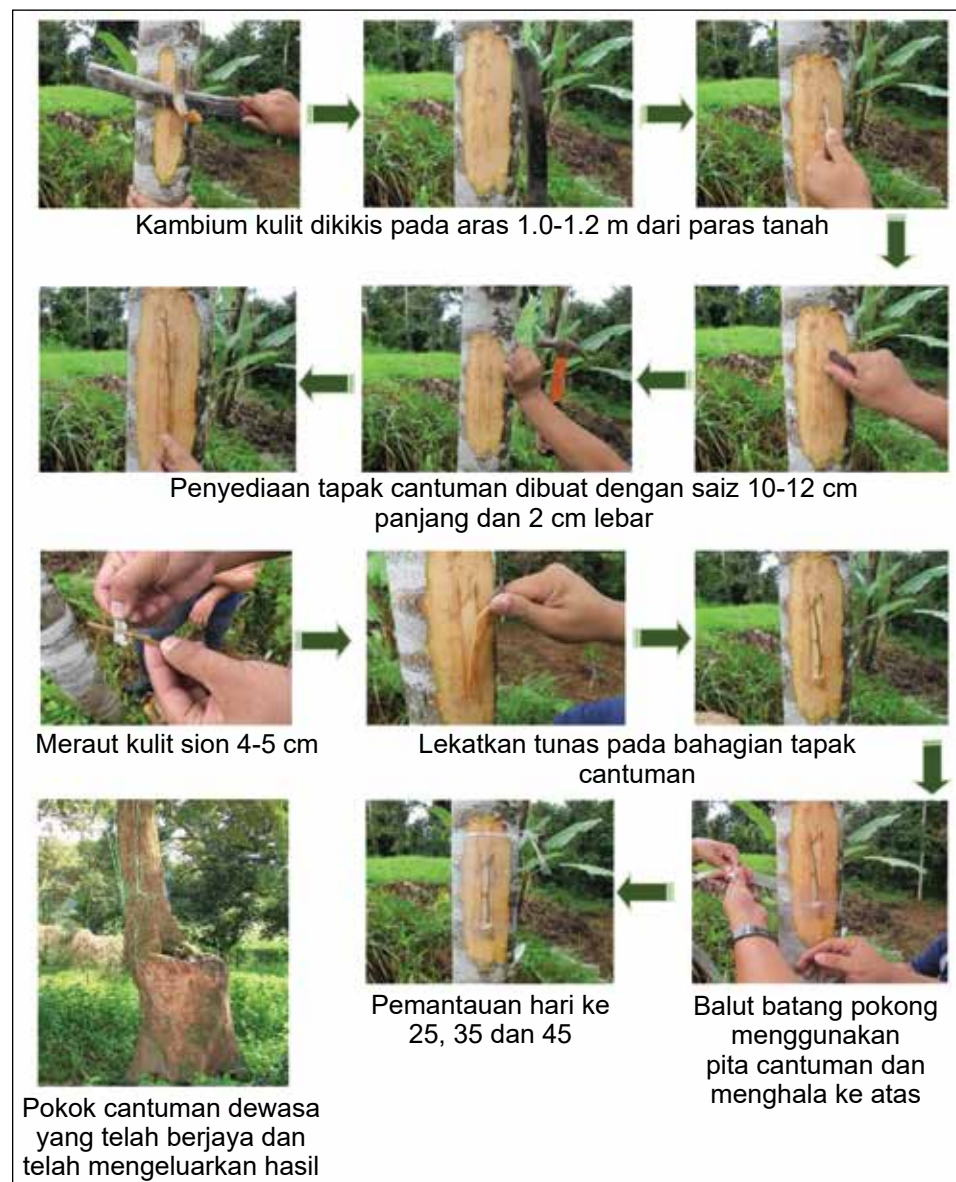 Kambium kulit dikikis pada aras 1.0-1.2 m dari paras tanah
Penyediaan tapak cantuman dibuat dengan saiz 10-12 cm
panjang dan 2 cm lebar
Meraut kulit sion 4-5 cm
Lekatkan tunas pada bahagian tapak
cantuman
Balut batang pokong
menggunakan
pita cantuman dan
menghala ke atas
Pemantauan hari ke
25, 35 dan 45
Pokok cantuman dewasa
yang telah berjaya dan
telah mengeluarkan hasil